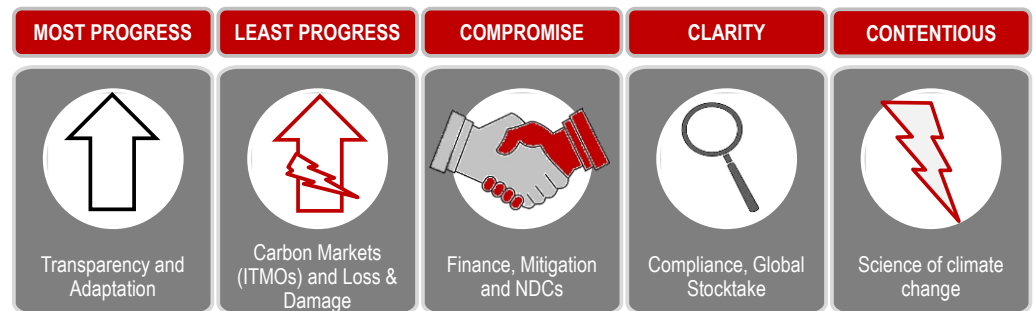 MOST PROGRESS
LEAST PROGRESS
COMPROMISE
CLARITY
CONTENTIOUS
Transparency and
Adaptation
Carbon Markets
(ITMOs) and Loss &
Damage
Finance, Mitigation
and NDCs
Compliance, Global
Stocktake
Science of climate
change